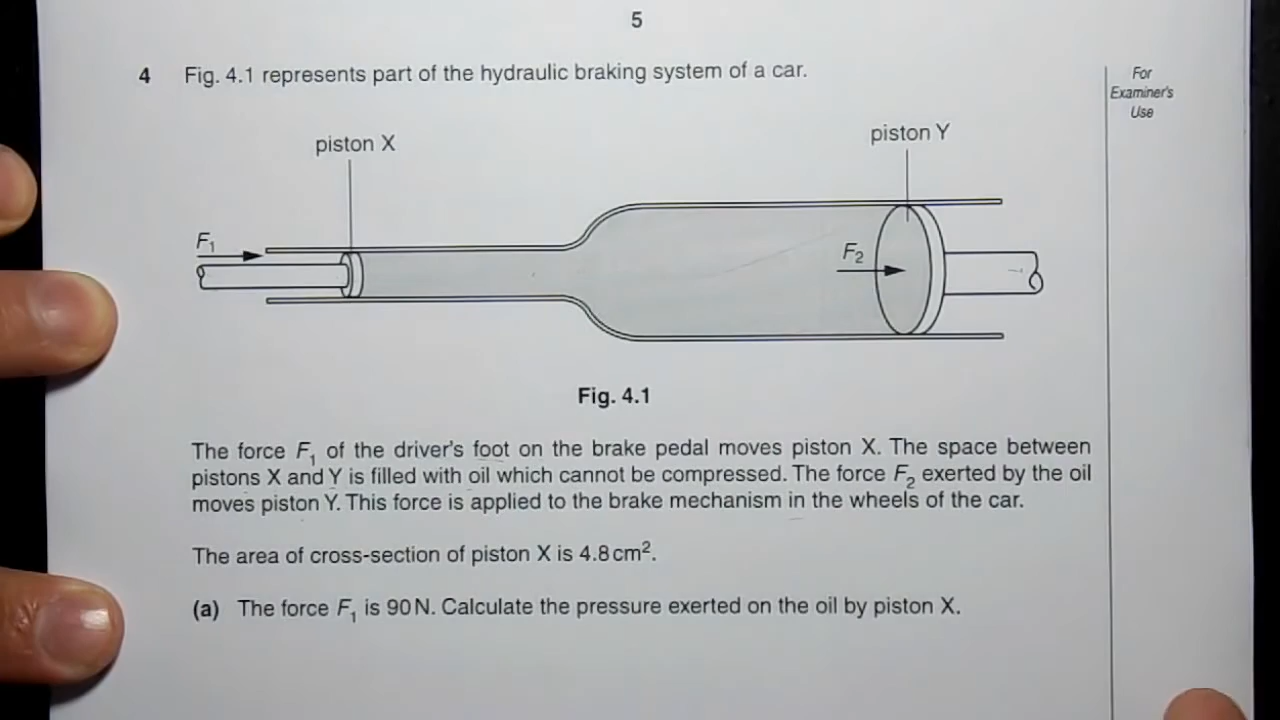 5
4 Fig. 4.1 represents part of the hydraulic braking system of a car.
For
Examiner's
Use
piston X
piston Y
F₁
F₂
Fig. 4.1
The force F₁ of the driver's foot on the brake pedal moves piston X. The space between
pistons X and Y is filled with oil which cannot be compressed. The force F₂ exerted by the oil
moves piston Y. This force is applied to the brake mechanism in the wheels of the car.
The area of cross-section of piston X is 4.8 cm².
(a) The force F₁ is 90 N. Calculate the pressure exerted on the oil by piston X.